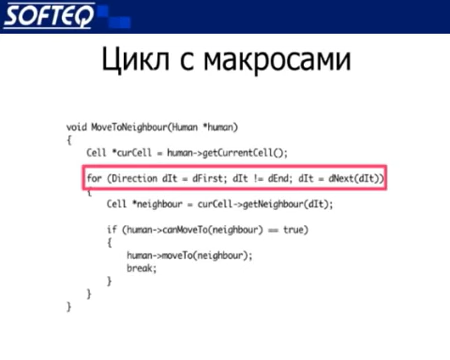 SOFTEQ
Цикл с макросами
void MoveToNeighbour(Human *human)
{
Cell *curCell = human->getCurrentCell();
for (Direction dIt = dFirst; dIt != dEnd; dIt = dNext(dIt))
{
Cell *neighbour = curCell->getNeighbour(dIt);
if (human->canMoveTo(neighbour) == true)
{
human->moveTo(neighbour);
break;
}
}
}